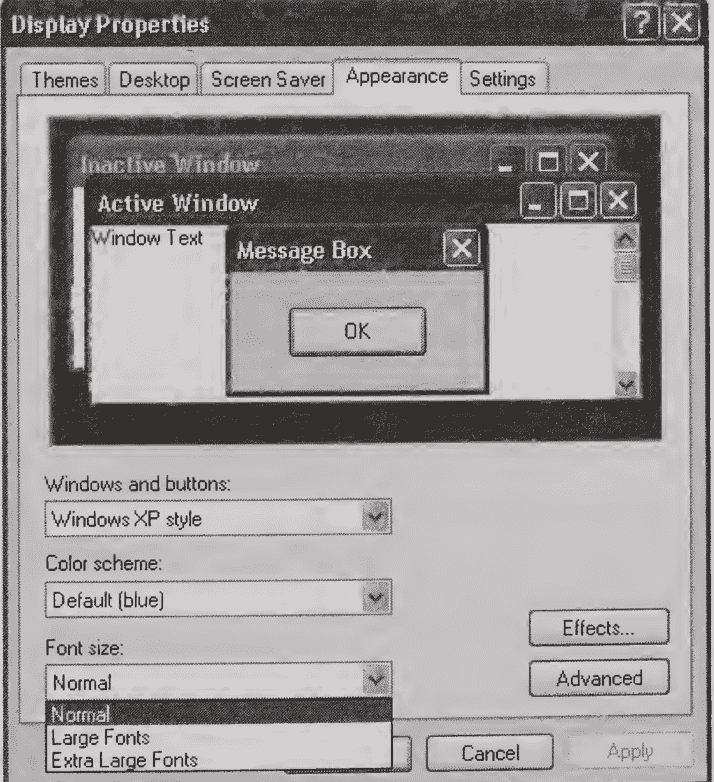 Display Properties
Themes Desktop Screen Saver Appearance Settings
Inactive Window
Active Window
Window Text
Message Box
OK
Windows and buttons:
Windows XP style
Color scheme:
Default (blue)
Effects...
Font size:
Normal
Advanced
Normal
Large Fonts
Extra Large Fonts
Cancel Apply